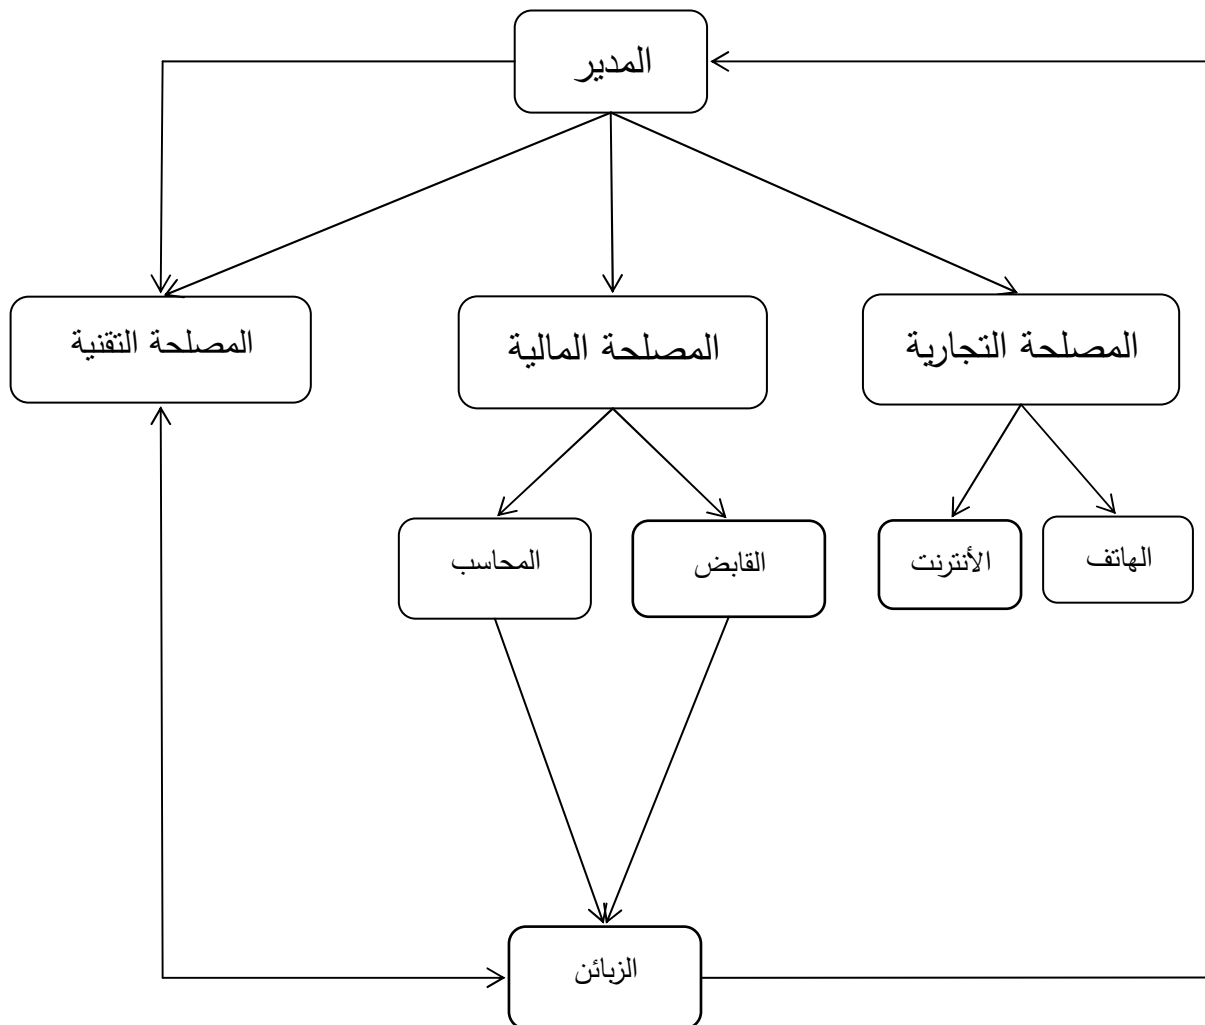 المدير
المصلحة التجارية
المصلحة المالية
المصلحة التقنية
الهاتف
الأنترنت
القابض
المحاسب
الزبائن